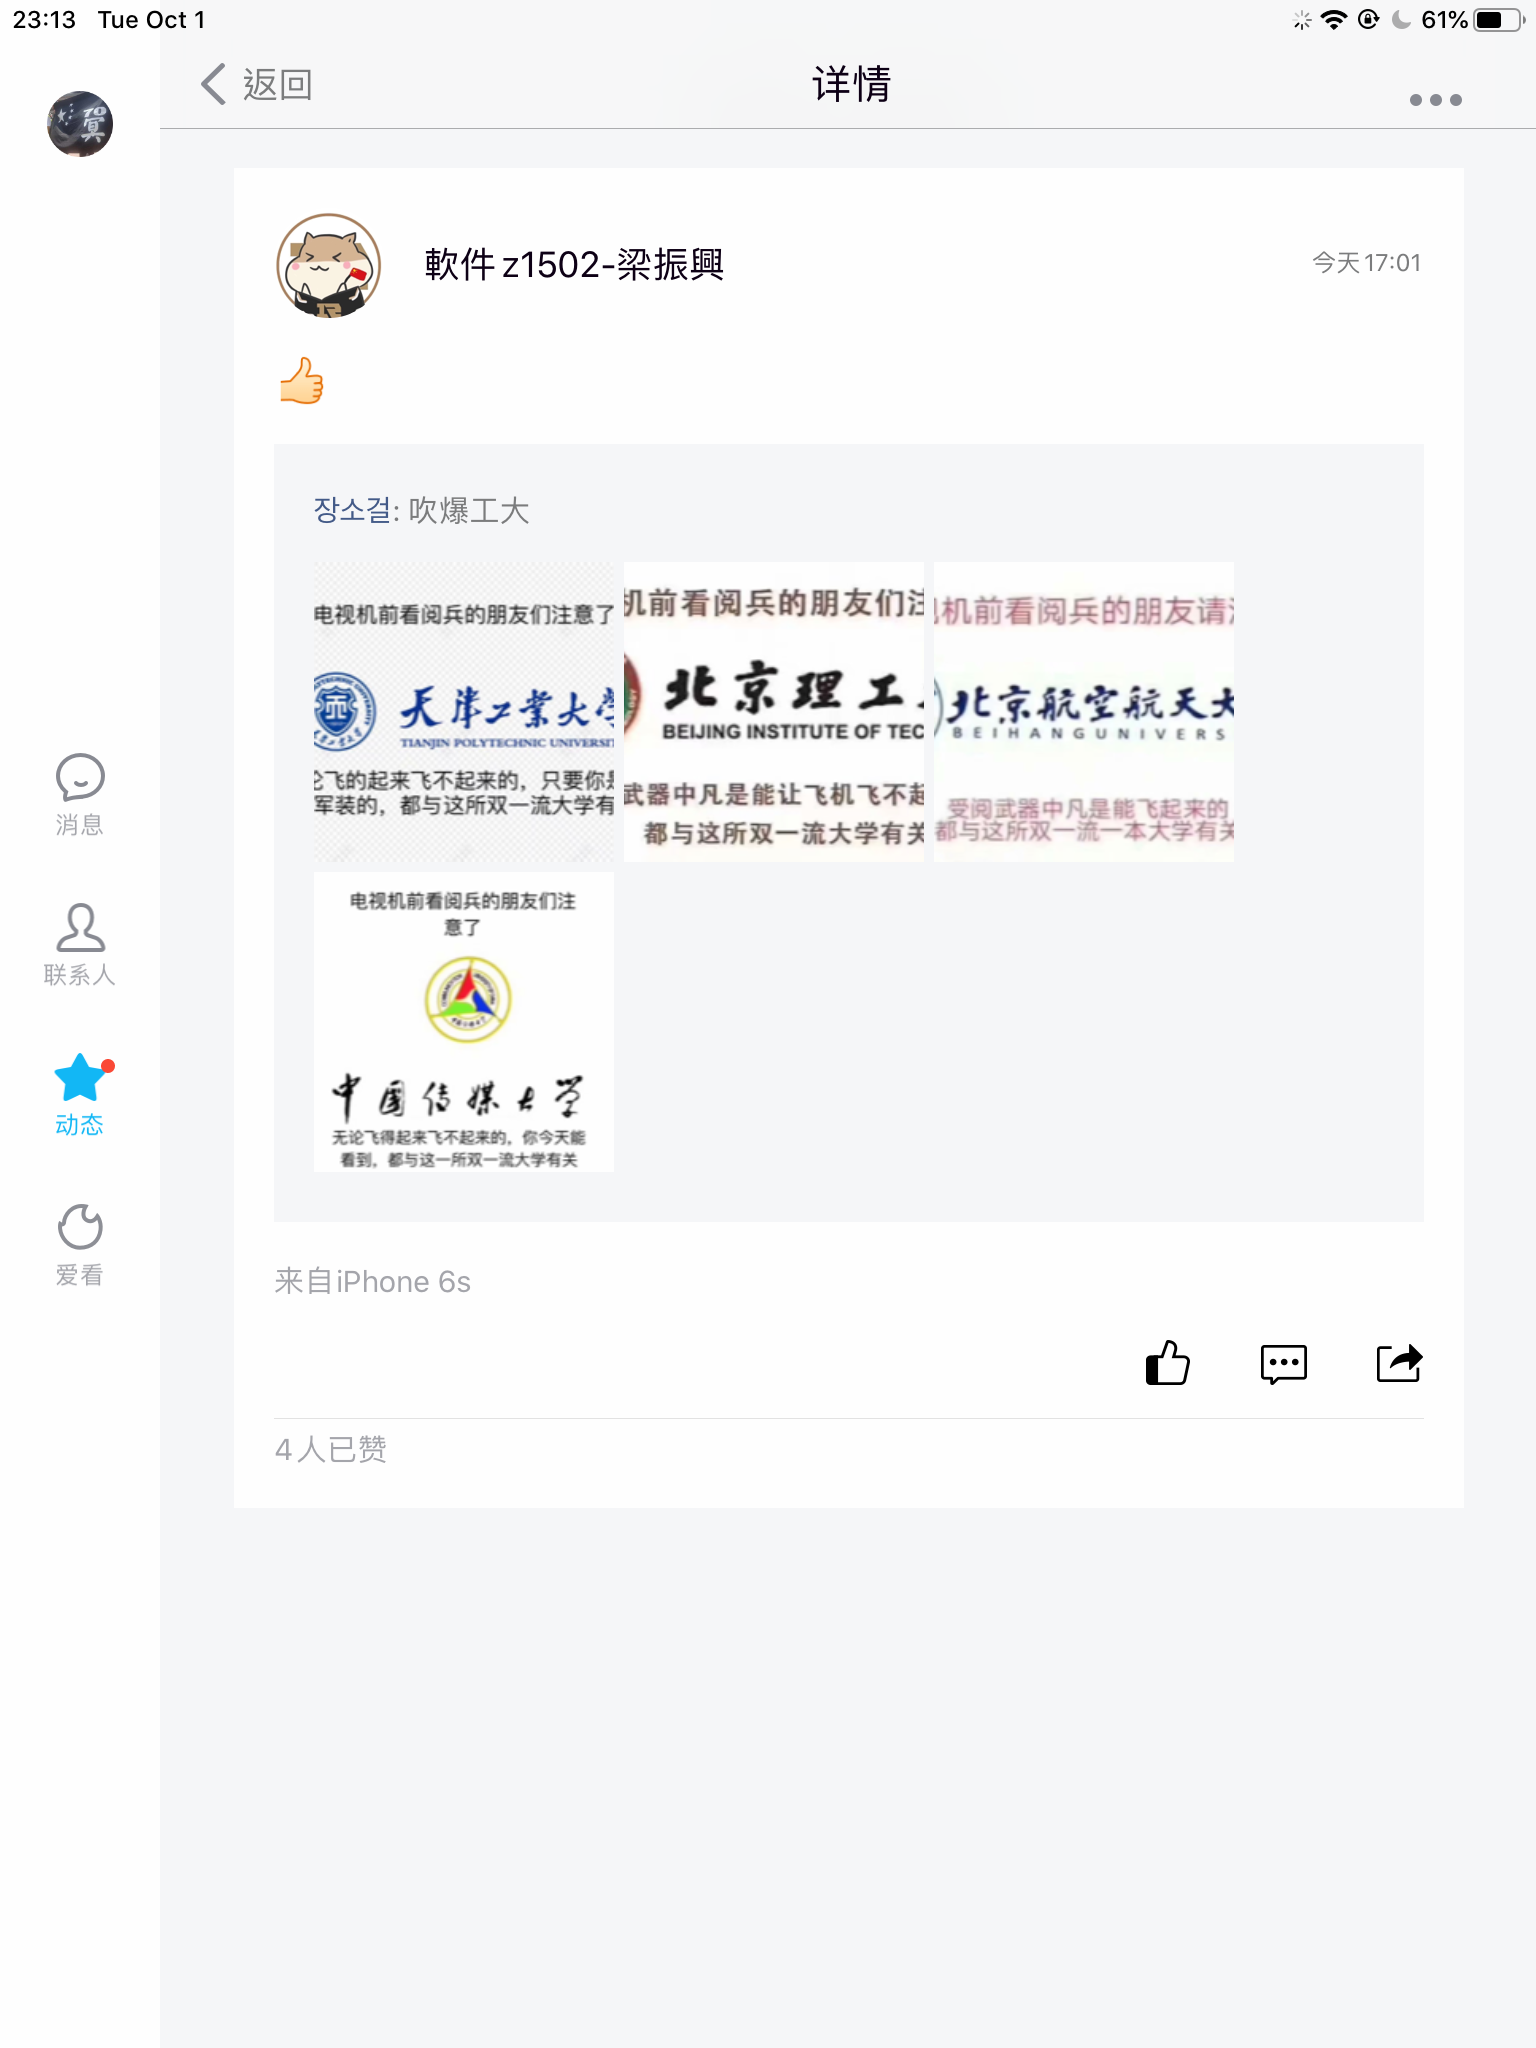 23:13 Tue Oct 1
61%
返回
详情
軟件z1502-梁振興
今天17:01
장소걸: 吹爆工大
电视机前看阅兵的朋友们注意了
天津工業大学
TIANJIN POLYTECHNIC UNIVERSIT
论飞的起来飞不起来的，只要你是
军装的，都与这所双一流大学有
机前看阅兵的朋友们注
北京理工
BEIJING INSTITUTE OF TEC
武器中凡是能让飞机飞不起
都与这所双一流大学有关
机前看阅兵的朋友请注
北京航空航天大
BEIHANGUNIVERS
受阅武器中凡是能飞起来的
都与这所双一流一本大学有关
电视机前看阅兵的朋友们注
意了
中国传媒大学
无论飞得起来飞不起来的，你今天能
看到，都与这一所双一流大学有关
来自iPhone 6s
4人已赞
消息
联系人
动态
爱看